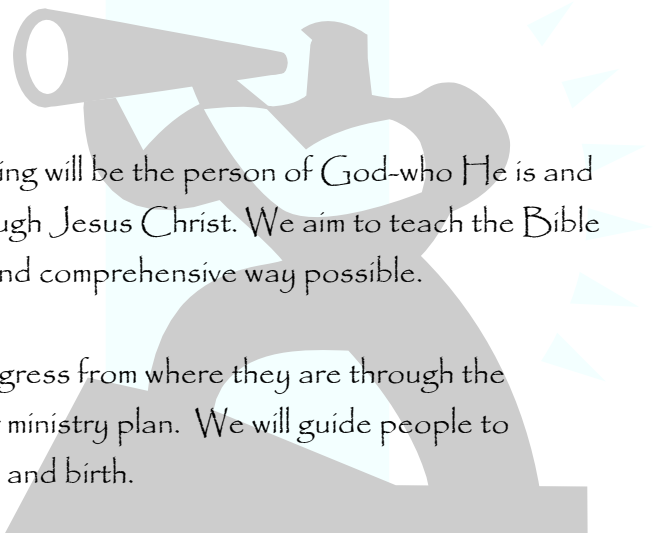 ing will be the person of God-who He is and
ugh Jesus Christ. We aim to teach the Bible
nd comprehensive way possible.
gress from where they are through the
ministry plan. We will guide people to
and birth.